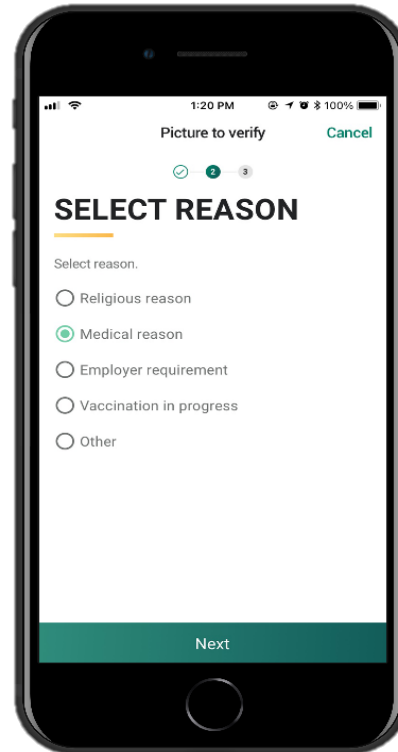 1:20 PM 100%
Picture to verify Cancel
2 3
SELECT REASON
Select reason.
Religious reason
Medical reason
Employer requirement
Vaccination in progress
Other
Next